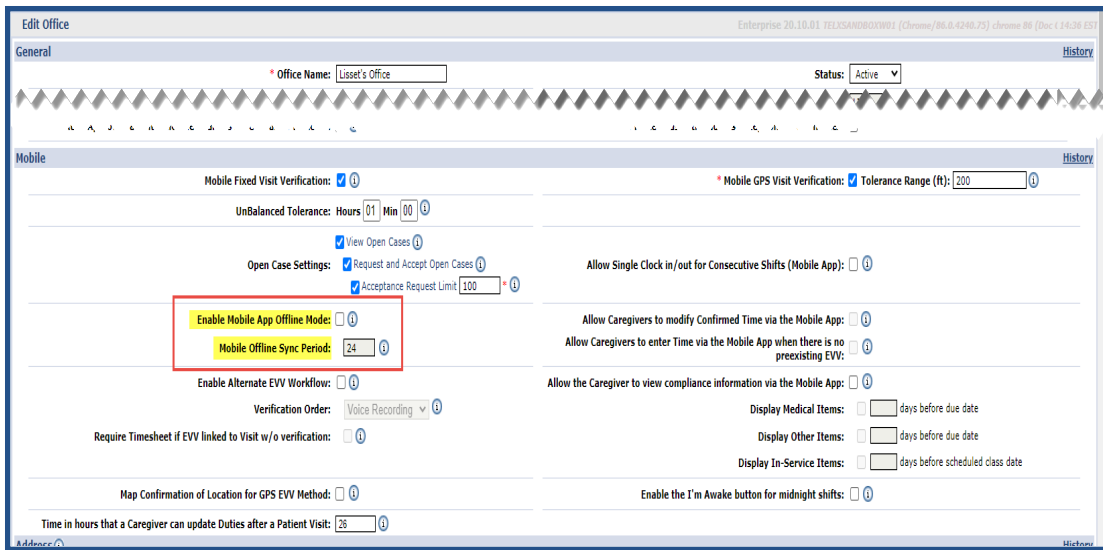 Edit Office
Enterprise 20.10.01 TELXSANDBOXW01 (Chrome/86.0.4240.75) chrome 86 (Doc 14:36 EST
General History
* Office Name: Lisset's Office Status: Active
Mobile History
Mobile Fixed Visit Verification: * Mobile GPS Visit Verification: Tolerance Range (ft): 200
UnBalanced Tolerance: Hours 01 Min 00
View Open Cases
Open Case Settings: Request and Accept Open Cases Allow Single Clock in/out for Consecutive Shifts (Mobile App):
Acceptance Request Limit 100 *
Enable Mobile App Offline Mode: Allow Caregivers to modify Confirmed Time via the Mobile App:
Mobile Offline Sync Period: 24 Allow Caregivers to enter Time via the Mobile App when there is no
preexisting EVV:
Enable Alternate EVV Workflow: Allow the Caregiver to view compliance information via the Mobile App:
Verification Order: Voice Recording Display Medical Items: days before due date
Require Timesheet if EVV linked to Visit w/o verification: Display Other Items: days before due date
Display In-Service Items: days before scheduled class date
Map Confirmation of Location for GPS EVV Method: Enable the I'm Awake button for midnight shifts:
Time in hours that a Caregiver can update Duties after a Patient Visit: 26
Address History